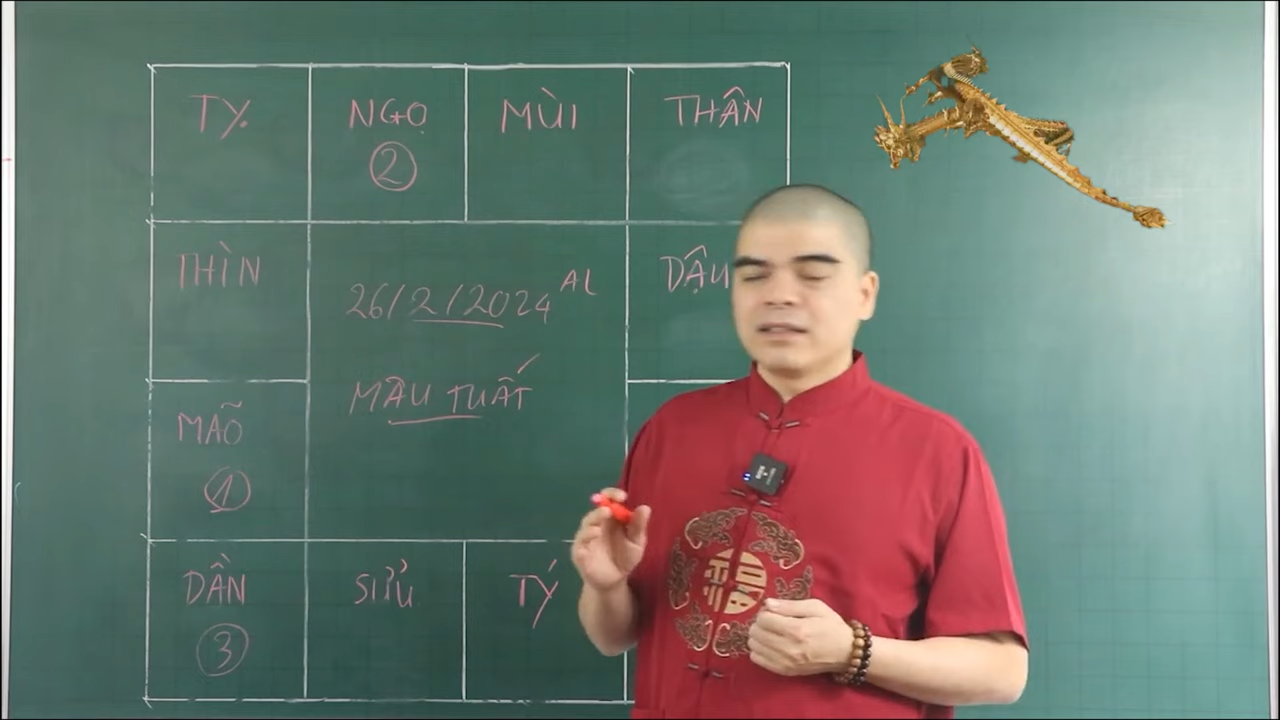 TỴ
NGỌ
MÙI
THÂN
②
THÌN
DẬU
26/2/2024 AL
MẬU TUẤT
MÃO
①
DẦN
SỬU
TÝ
③